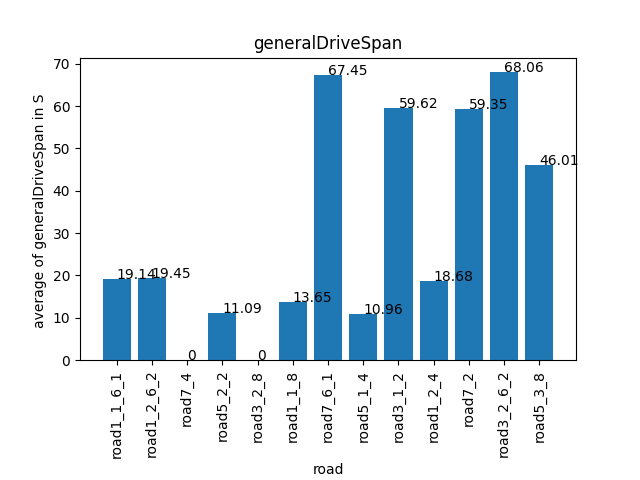 generalDriveSpan
average of generalDriveSpan in S
70
60
50
40
30
20
10
0
19.14
19.45
0
11.09
0
13.65
67.45
10.96
59.62
18.68
59.35
68.06
46.01
road1_1_6_1
road1_2_6_2
road7_4
road5_2_2
road3_2_8
road1_1_8
road7_6_1
road5_1_4
road3_1_2
road1_2_4
road7_2
road3_2_6_2
road5_3_8
road